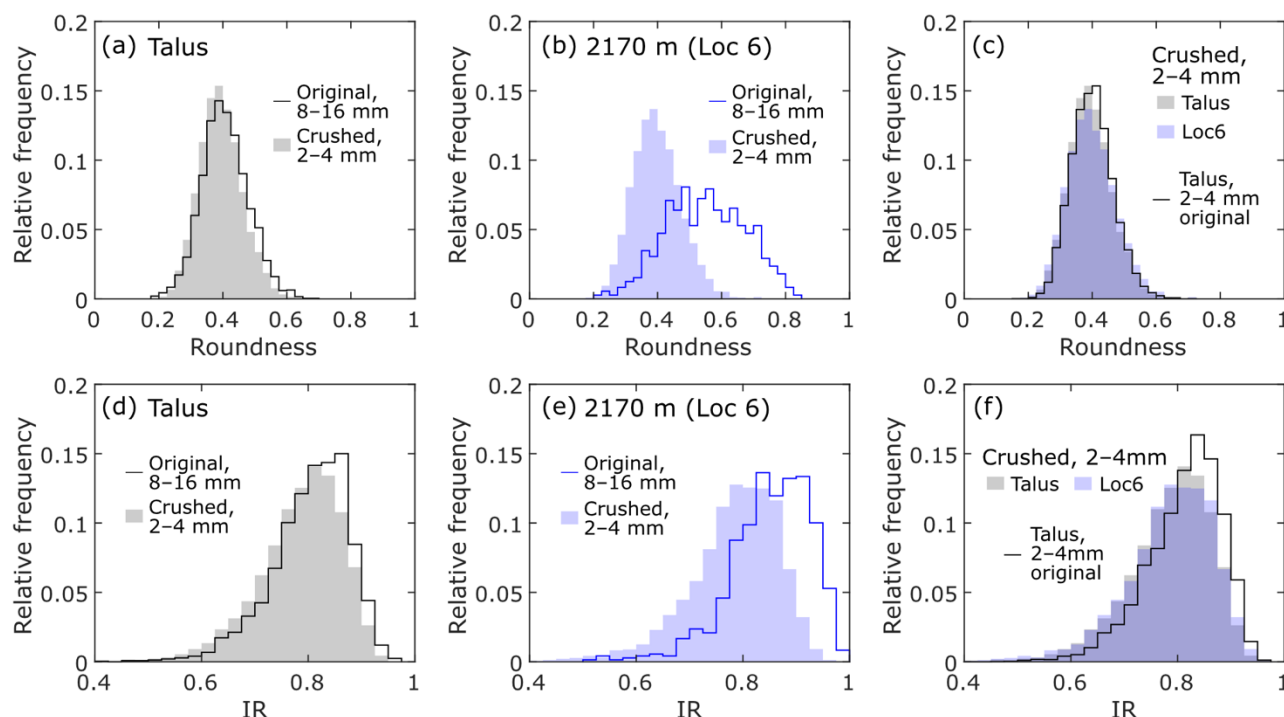 (a) Talus
Relative frequency
0.2
0.15
0.1
0.05
0
Original,
8–16 mm
Crushed,
2–4 mm
0 0.2 0.4 0.6 0.8 1
Roundness
(b) 2170 m (Loc 6)
Relative frequency
0.2
0.15
0.1
0.05
0
Original,
8–16 mm
Crushed,
2–4 mm
0 0.2 0.4 0.6 0.8 1
Roundness
(c)
Relative frequency
0.2
0.15
0.1
0.05
0
Crushed,
2–4 mm
Talus
Loc6
Talus,
2–4 mm
original
0 0.2 0.4 0.6 0.8 1
Roundness
(d) Talus
Relative frequency
0.2
0.15
0.1
0.05
0
Original,
8–16 mm
Crushed,
2–4 mm
0.4 0.6 0.8 1
IR
(e) 2170 m (Loc 6)
Relative frequency
0.2
0.15
0.1
0.05
0
Original,
8–16 mm
Crushed,
2–4 mm
0.4 0.6 0.8 1
IR
(f)
Relative frequency
0.2
0.15
0.1
0.05
0
Crushed, 2–4mm
Talus Loc6
Talus,
2–4mm
original
0.4 0.6 0.8 1
IR